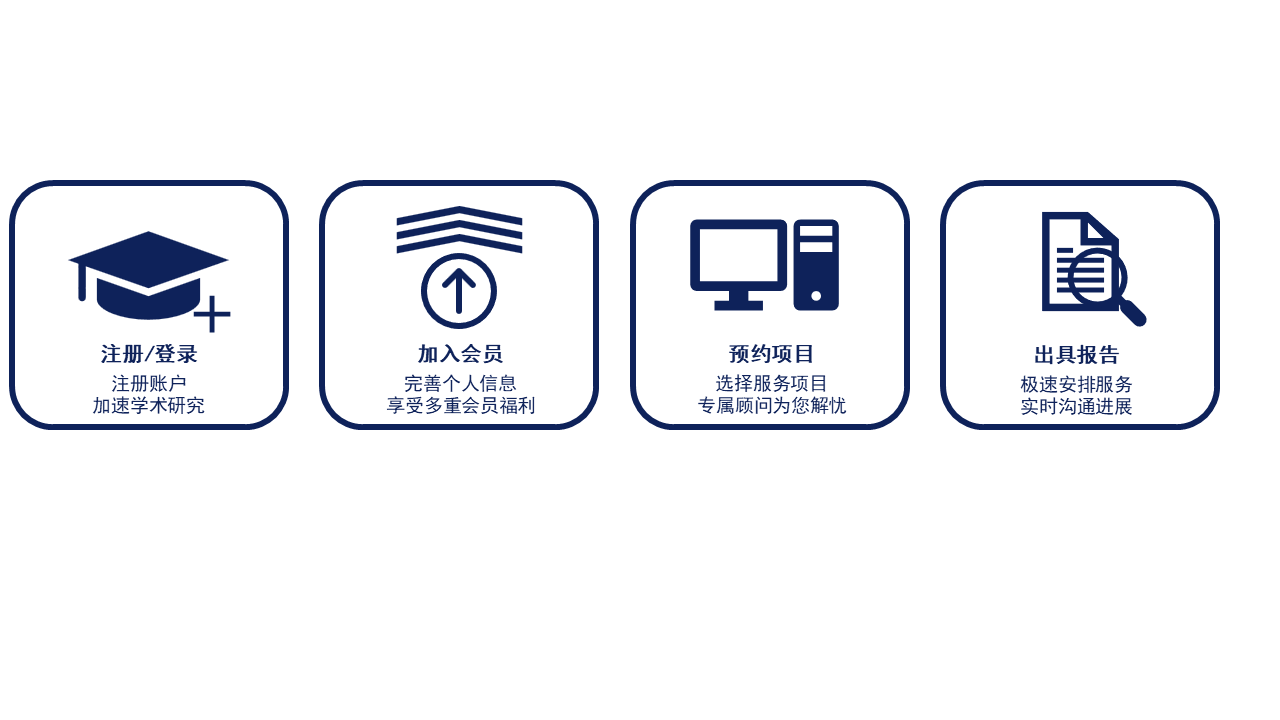 注册/登录
注册账户
加速学术研究
加入会员
完善个人信息
享受多重会员福利
预约项目
选择服务项目
专属顾问为您解忧
出具报告
极速安排服务
实时沟通进展